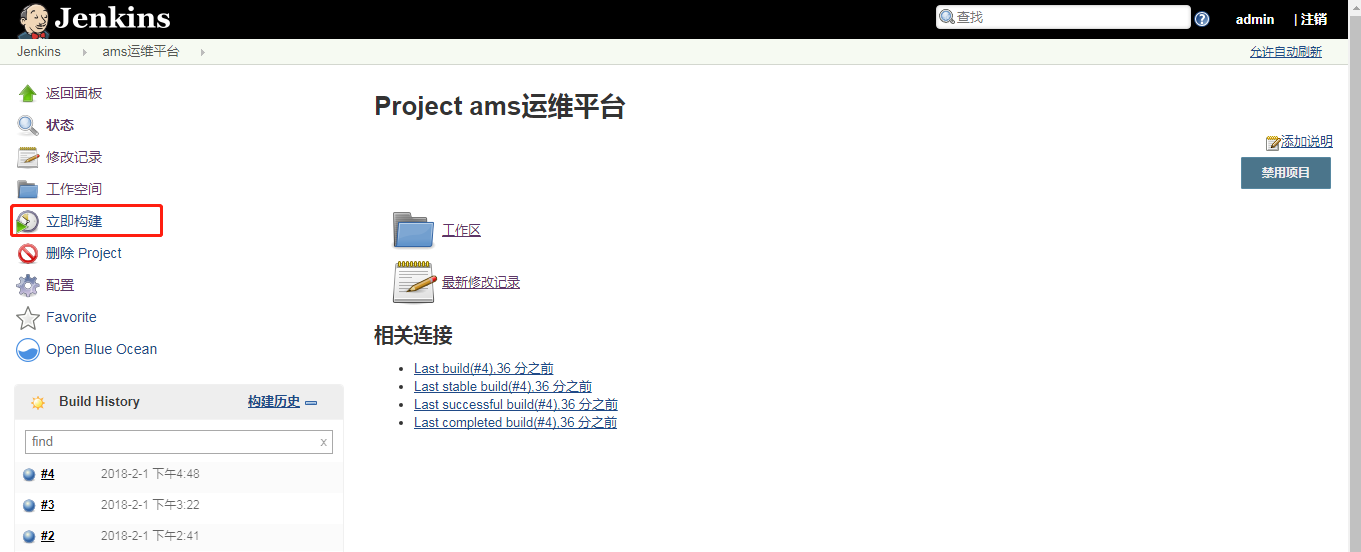 Jenkins
查找
admin
| 注销
Jenkins
ams运维平台
允许自动刷新
返回面板
状态
修改记录
工作空间
立即构建
删除 Project
配置
Favorite
Open Blue Ocean
Build History
构建历史
find
x
#4 2018-2-1 下午4:48
#3 2018-2-1 下午3:22
#2 2018-2-1 下午2:41
Project ams运维平台
添加说明
禁用项目
工作区
最新修改记录
相关连接
Last build(#4),36 分之前
Last stable build(#4),36 分之前
Last successful build(#4),36 分之前
Last completed build(#4),36 分之前